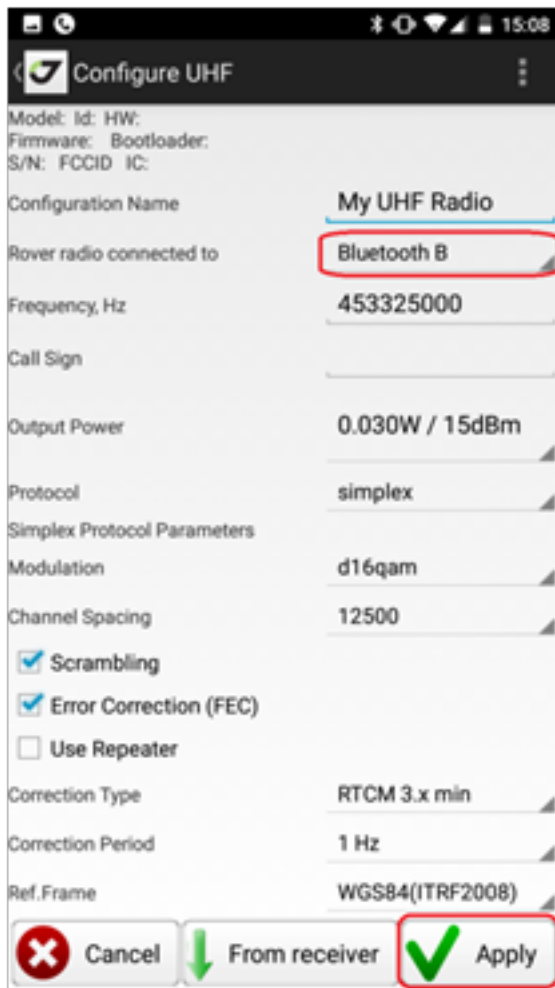 15:08
Configure UHF
Model: Id: HW:
Firmware: Bootloader:
S/N: FCCID IC:
Configuration Name My UHF Radio
Rover radio connected to Bluetooth B
Frequency, Hz 453325000
Call Sign
Output Power 0.030W / 15dBm
Protocol simplex
Simplex Protocol Parameters
Modulation d16qam
Channel Spacing 12500
Scrambling
Error Correction (FEC)
Use Repeater
Correction Type RTCM 3.x min
Correction Period 1 Hz
Ref.Frame WGS84(ITRF2008)
Cancel From receiver Apply